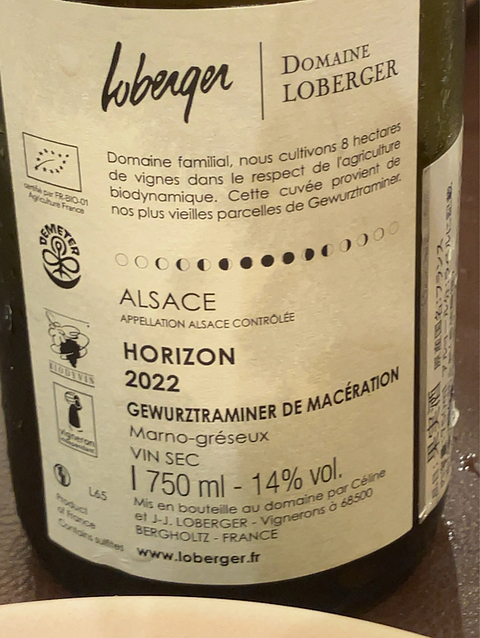 loberger
DOMAINE
LOBERGER
Domaine familial, nous cultivons 8 hectares
de vignes dans le respect de l'agriculture
biodynamique. Cette cuvée provient de
nos plus vieilles parcelles de Gewurztraminer.
certifié par FR-BIO-01
Agriculture France
DEMETER
BIODYVIN
Vigneron
indépendant
ALSACE
APPELLATION ALSACE CONTRÔLÉE
HORIZON
2022
GEWURZTRAMINER DE MACÉRATION
Marno-gréseux
VIN SEC
750 ml - 14% vol.
L65
Mis en bouteille au domaine par Céline
et J-J. LOBERGER - Vignerons à 68500
BERGHOLTZ - FRANCE
Product
of France
Contains sulfites
www.loberger.fr